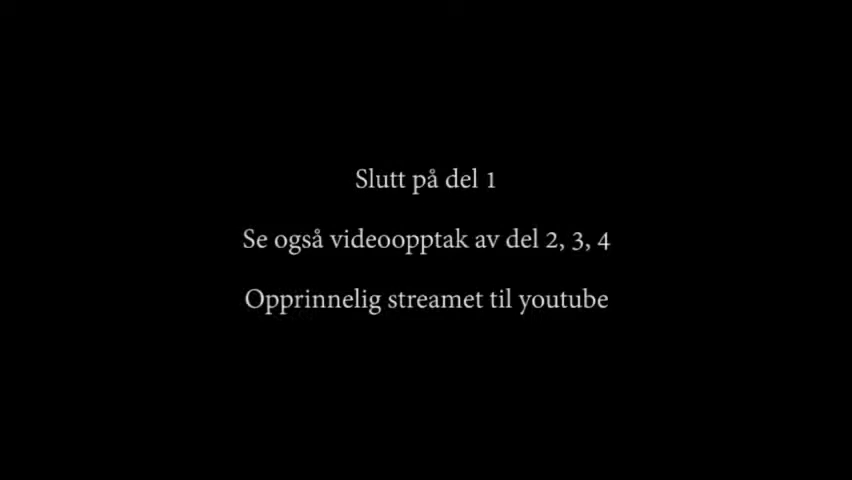 Slutt på del 1
Se også videoopptak av del 2, 3, 4
Opprinnelig streamet til youtube